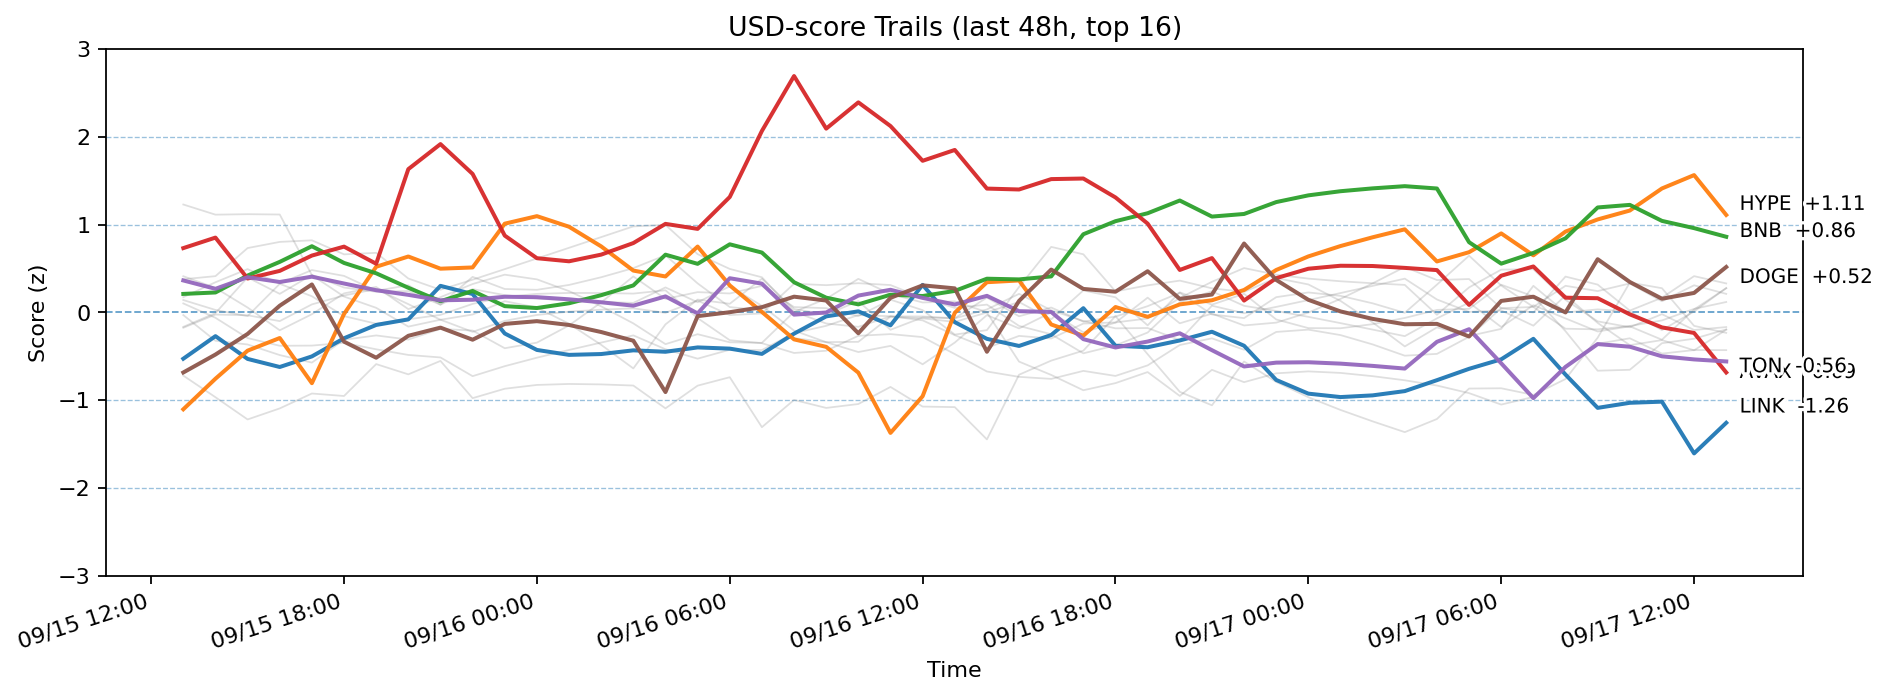 USD-score Trails (last 48h, top 16)
3
2
1
0
−1
−2
−3
Score (z)
HYPE +1.11
BNB +0.86
DOGE +0.52
TON -0.56
LINK -1.26
09/15 12:00
09/15 18:00
09/16 00:00
09/16 06:00
09/16 12:00
09/16 18:00
09/17 00:00
09/17 06:00
09/17 12:00
Time